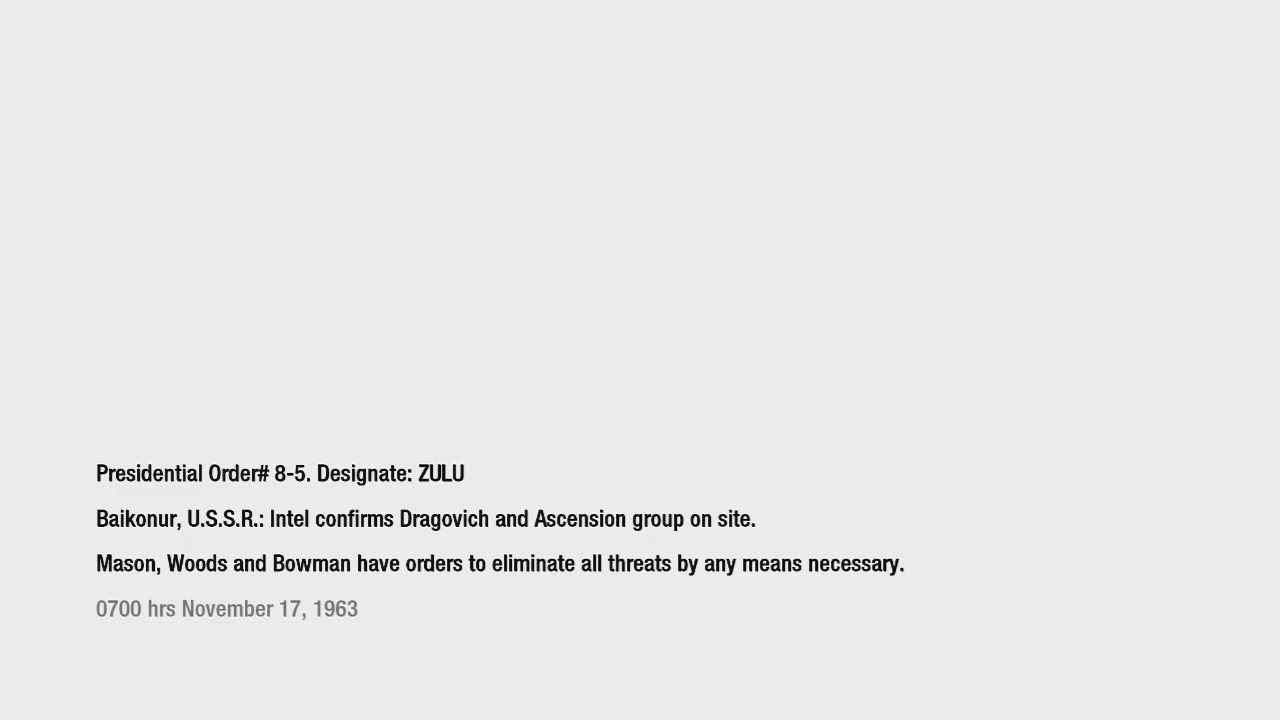 Presidential Order# 8-5. Designate: ZULU
Baikonur, U.S.S.R.: Intel confirms Dragovich and Ascension group on site.
Mason, Woods and Bowman have orders to eliminate all threats by any means necessary.
0700 hrs November 17, 1963